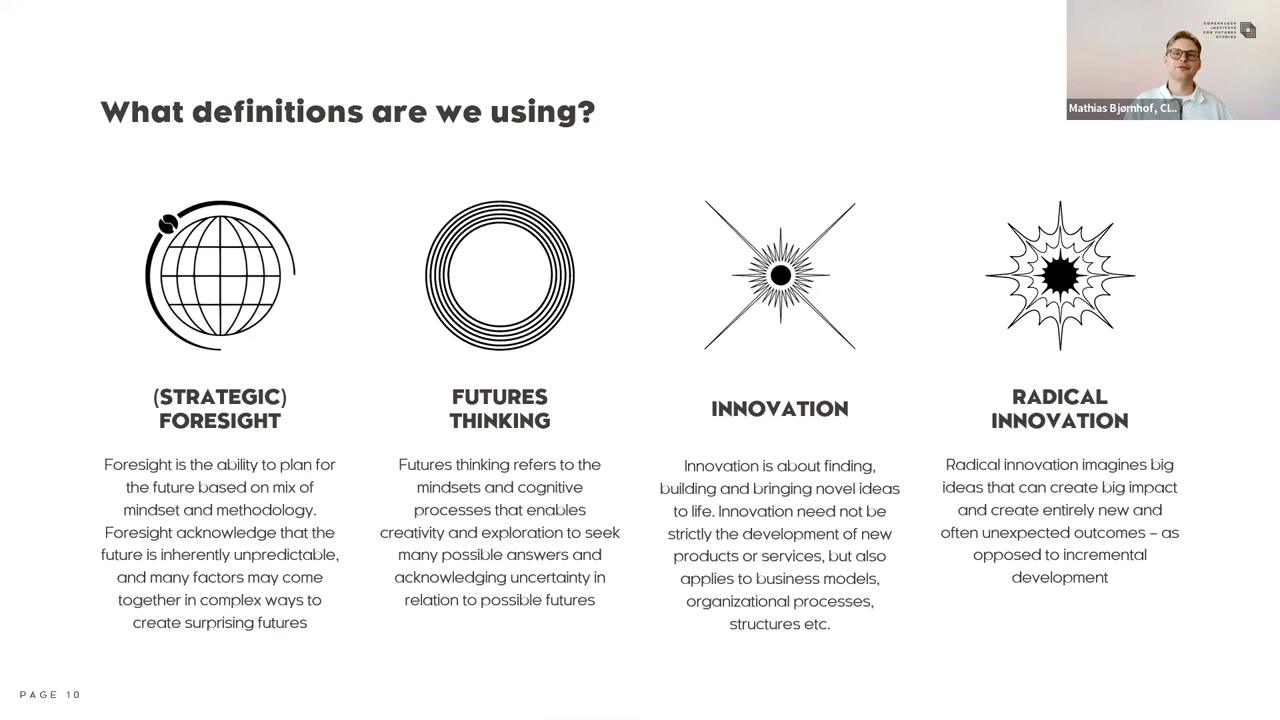 COPENHAGEN
INSTITUTE
FOR FUTURES
STUDIES
Mathias Bjørnhof, CI...
What definitions are we using?
(STRATEGIC)
FORESIGHT
Foresight is the ability to plan for
the future based on mix of
mindset and methodology.
Foresight acknowledge that the
future is inherently unpredictable,
and many factors may come
together in complex ways to
create surprising futures
FUTURES
THINKING
Futures thinking refers to the
mindsets and cognitive
processes that enables
creativity and exploration to seek
many possible answers and
acknowledging uncertainty in
relation to possible futures
INNOVATION
Innovation is about finding,
building and bringing novel ideas
to life. Innovation need not be
strictly the development of new
products or services, but also
applies to business models,
organizational processes,
structures etc.
RADICAL
INNOVATION
Radical innovation imagines big
ideas that can create big impact
and create entirely new and
often unexpected outcomes – as
opposed to incremental
development
PAGE 10